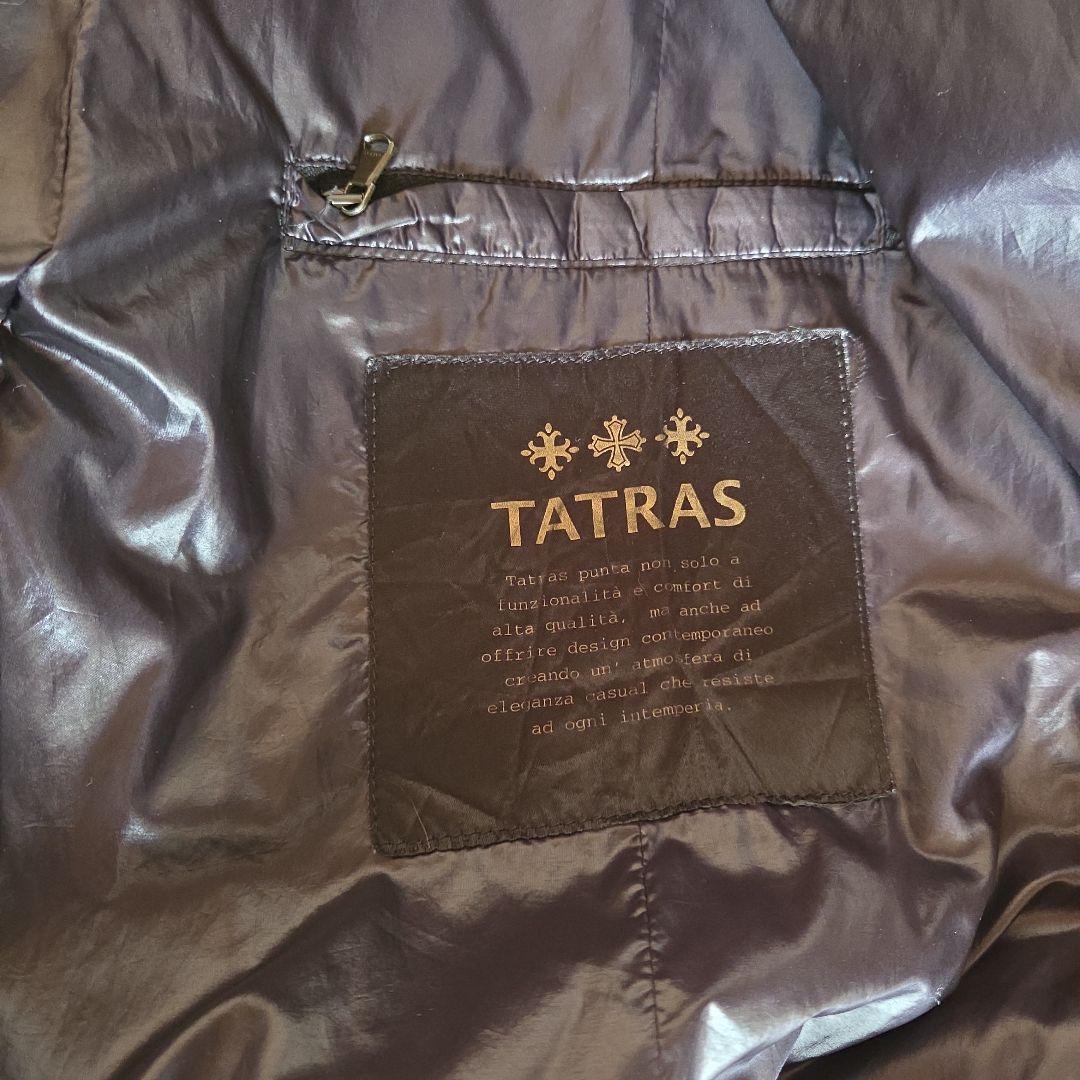 TATRAS
Tatras punta non solo a
funzionalità e comfort di
alta qualità, ma anche ad
offrire design contemporaneo
creando un' atmosfera di
eleganza casual che resiste
ad ogni intemperia.